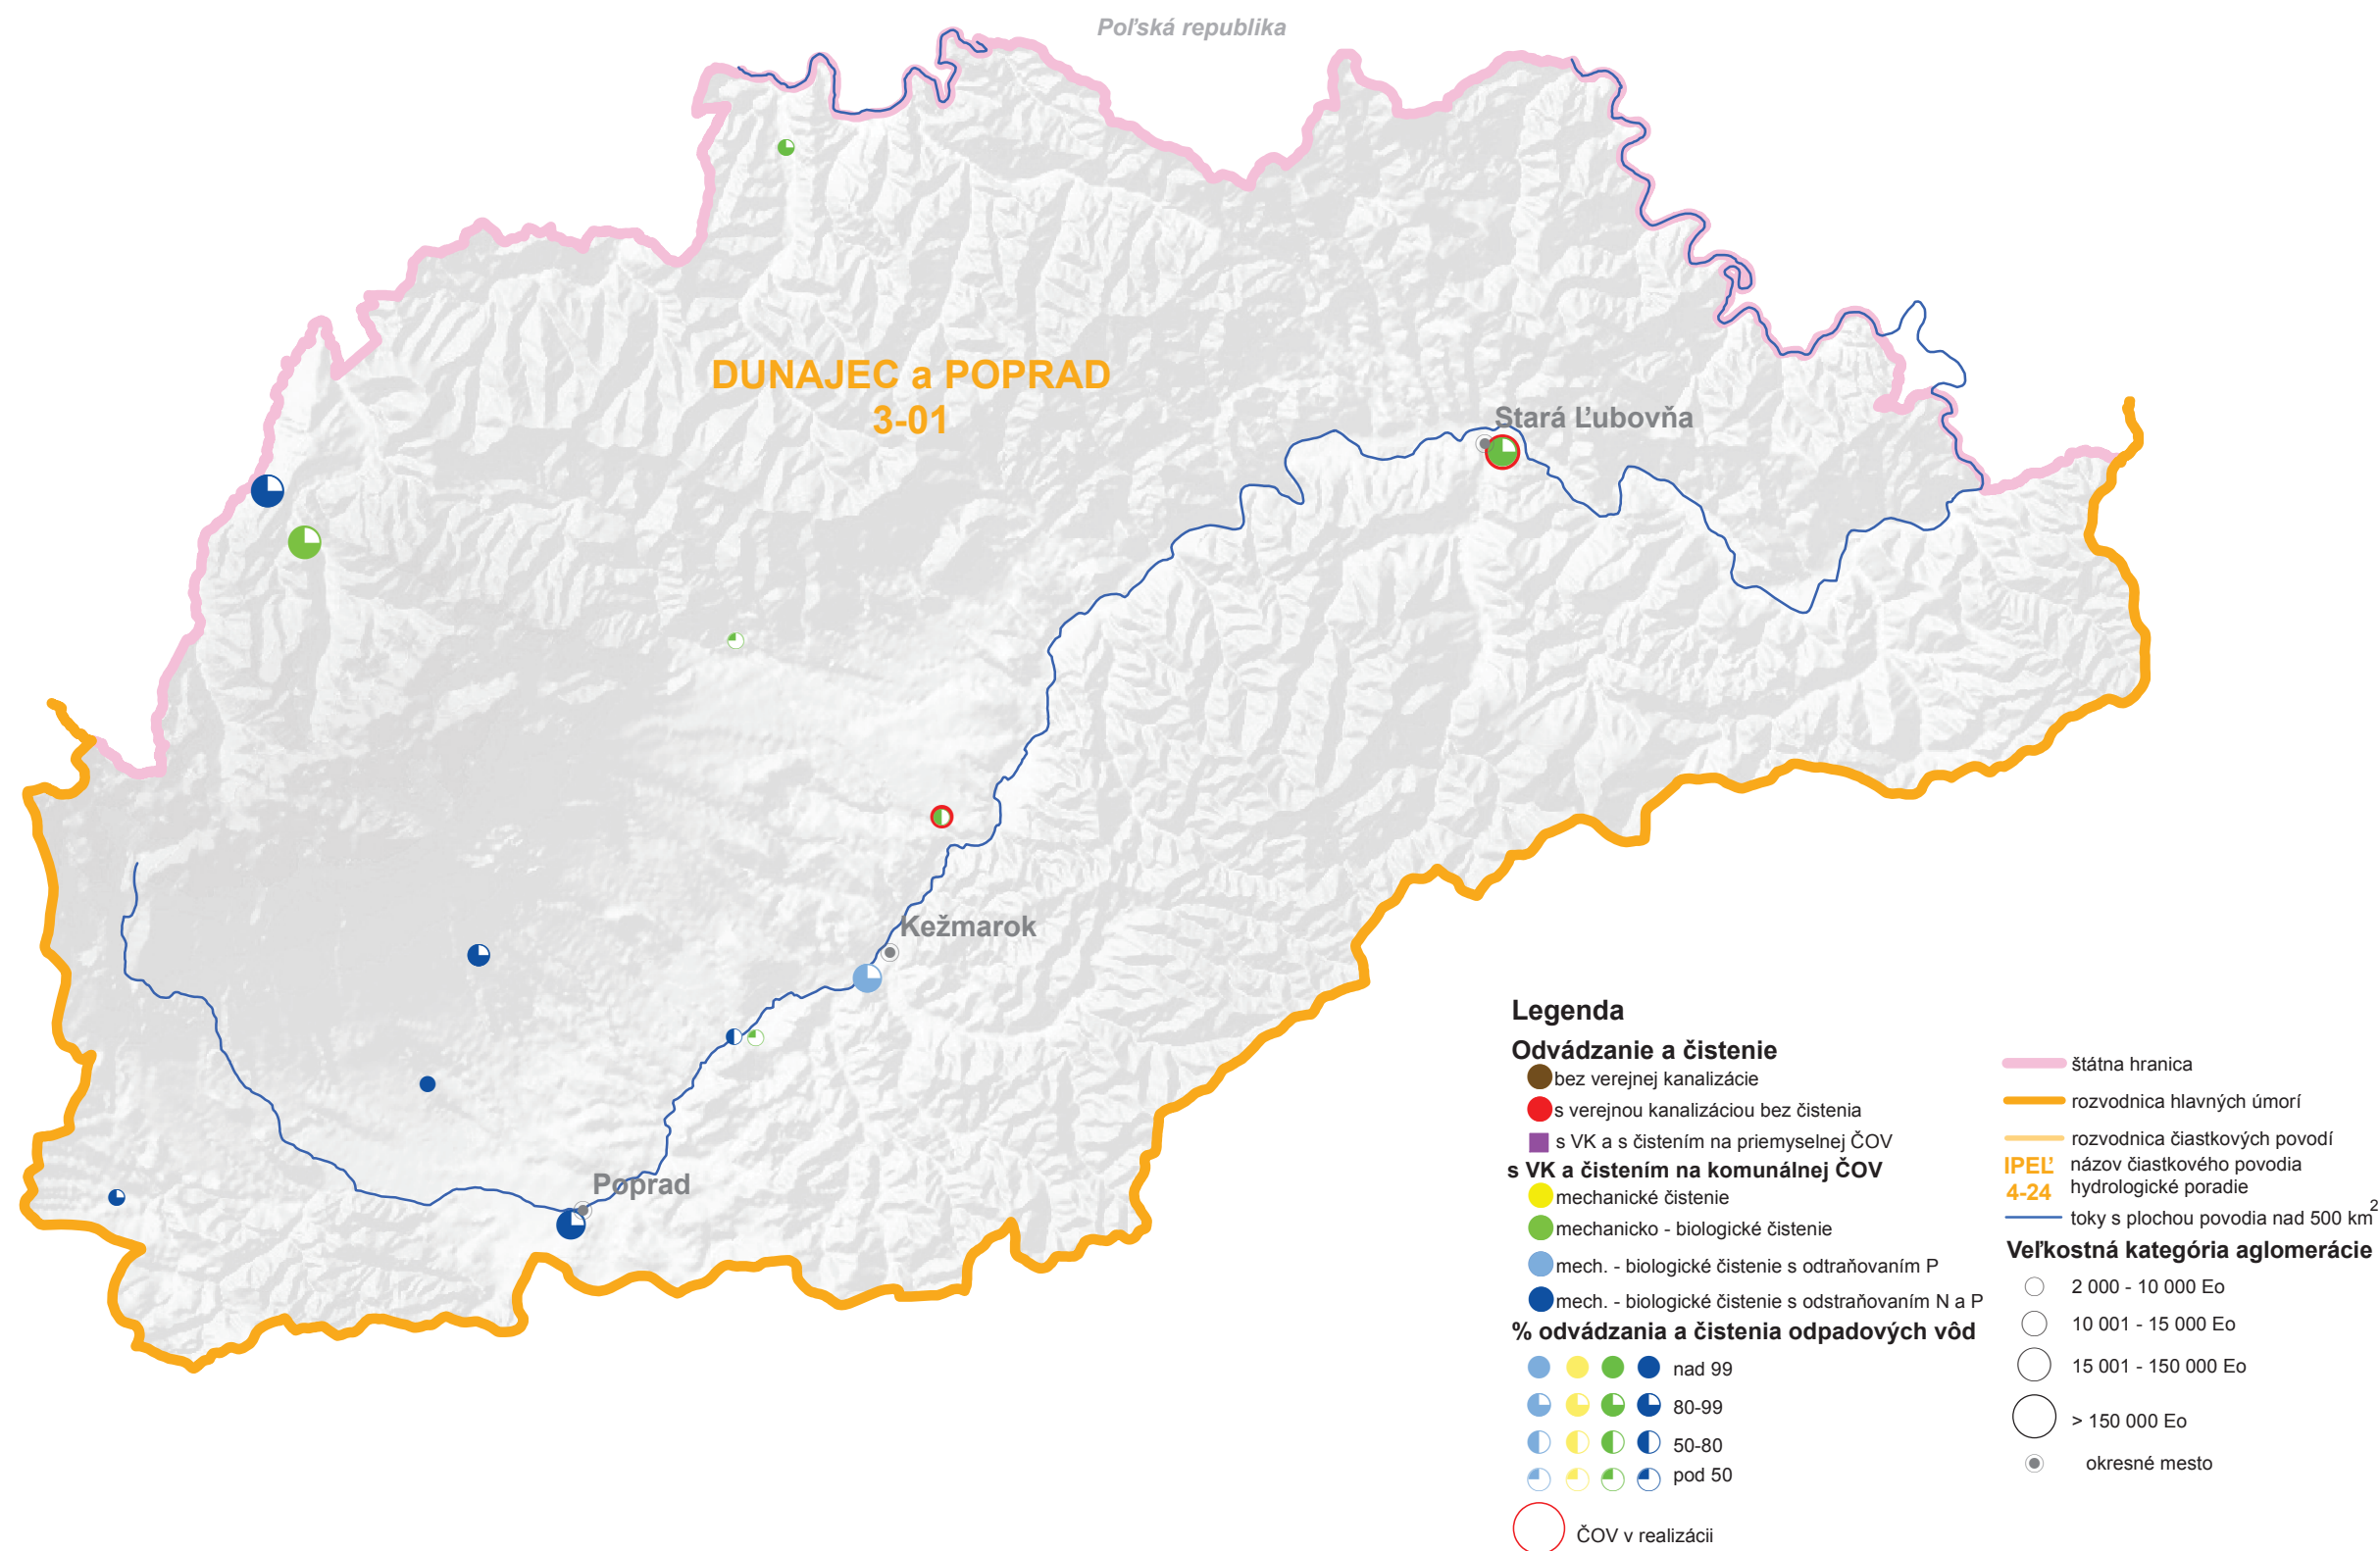 Poľská republika
DUNAJEC a POPRAD
3-01
Stará Ľubovňa
Kežmarok
Poprad
Legenda
Odvádzanie a čistenie
bez verejnej kanalizácie
s verejnou kanalizáciou bez čistenia
s VK a s čistením na priemyselnej ČOV
s VK a čistením na komunálnej ČOV
mechanické čistenie
mechanicko - biologické čistenie
mech. - biologické čistenie s odtraňovaním P
mech. - biologické čistenie s odstraňovaním N a P
% odvádzania a čistenia odpadových vôd
nad 99
80-99
50-80
pod 50
ČOV v realizácii
štátna hranica
rozvodnica hlavných úmorí
rozvodnica čiastkových povodí
IPEĽ názov čiastkového povodia
4-24 hydrologické poradie
toky s plochou povodia nad 500 km²
Veľkostná kategória aglomerácie
2 000 - 10 000 Eo
10 001 - 15 000 Eo
15 001 - 150 000 Eo
> 150 000 Eo
okresné mesto